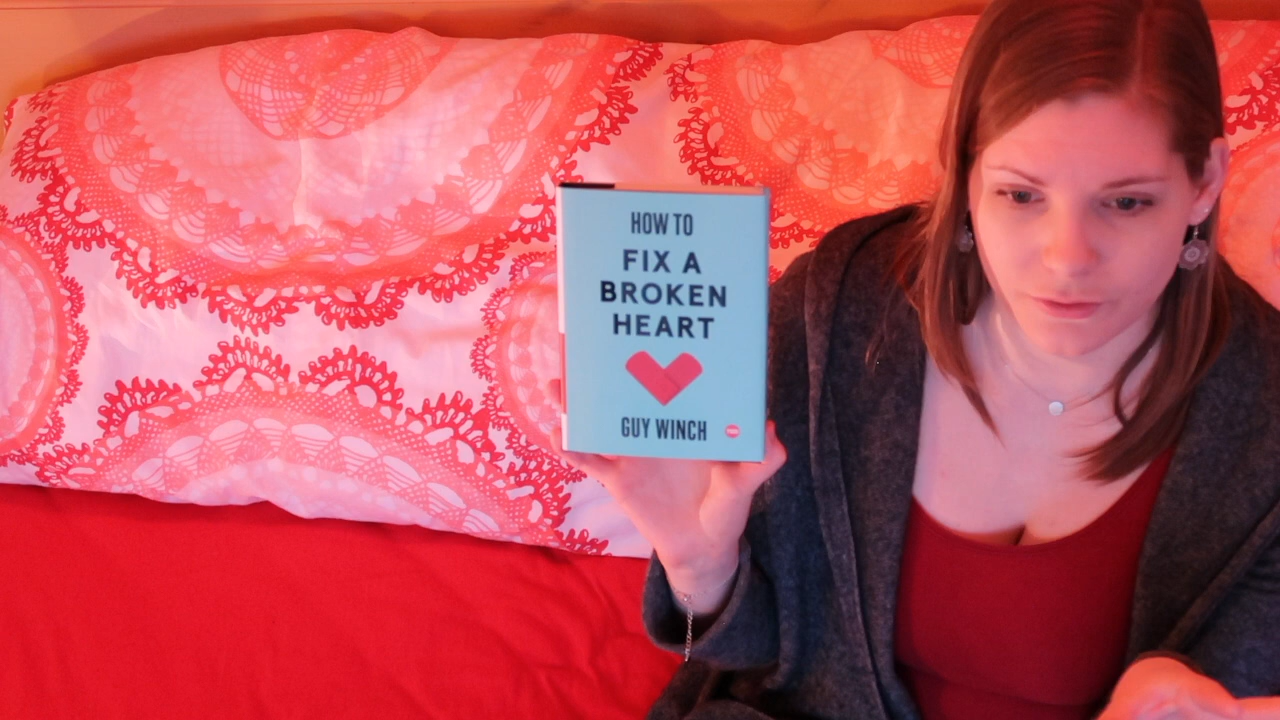 HOW TO
FIX A
BROKEN
HEART
GUY WINCH